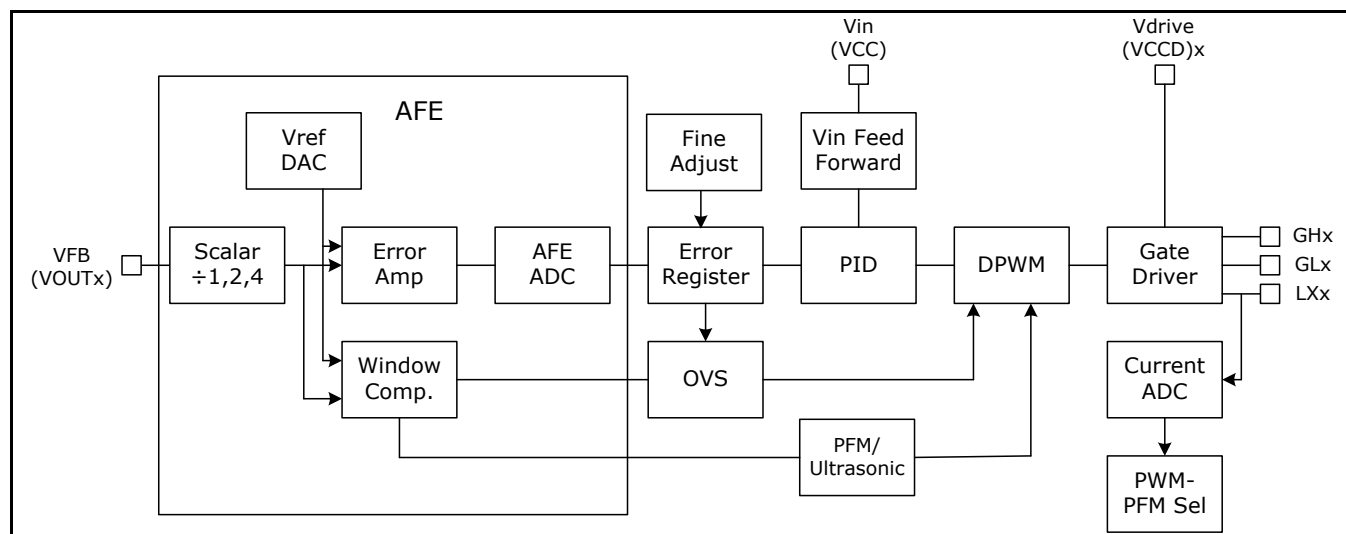 Vin
(VCC)
Vdrive
(VCCD)x
AFE
Vref
DAC
Fine
Adjust
Vin Feed
Forward
VFB
(VOUTx)
Scalar
÷1,2,4
Error
Amp
AFE
ADC
Error
Register
PID
DPWM
Gate
Driver
GHx
GLx
LXx
Window
Comp.
OVS
Current
ADC
PFM/
Ultrasonic
PWM-
PFM Sel